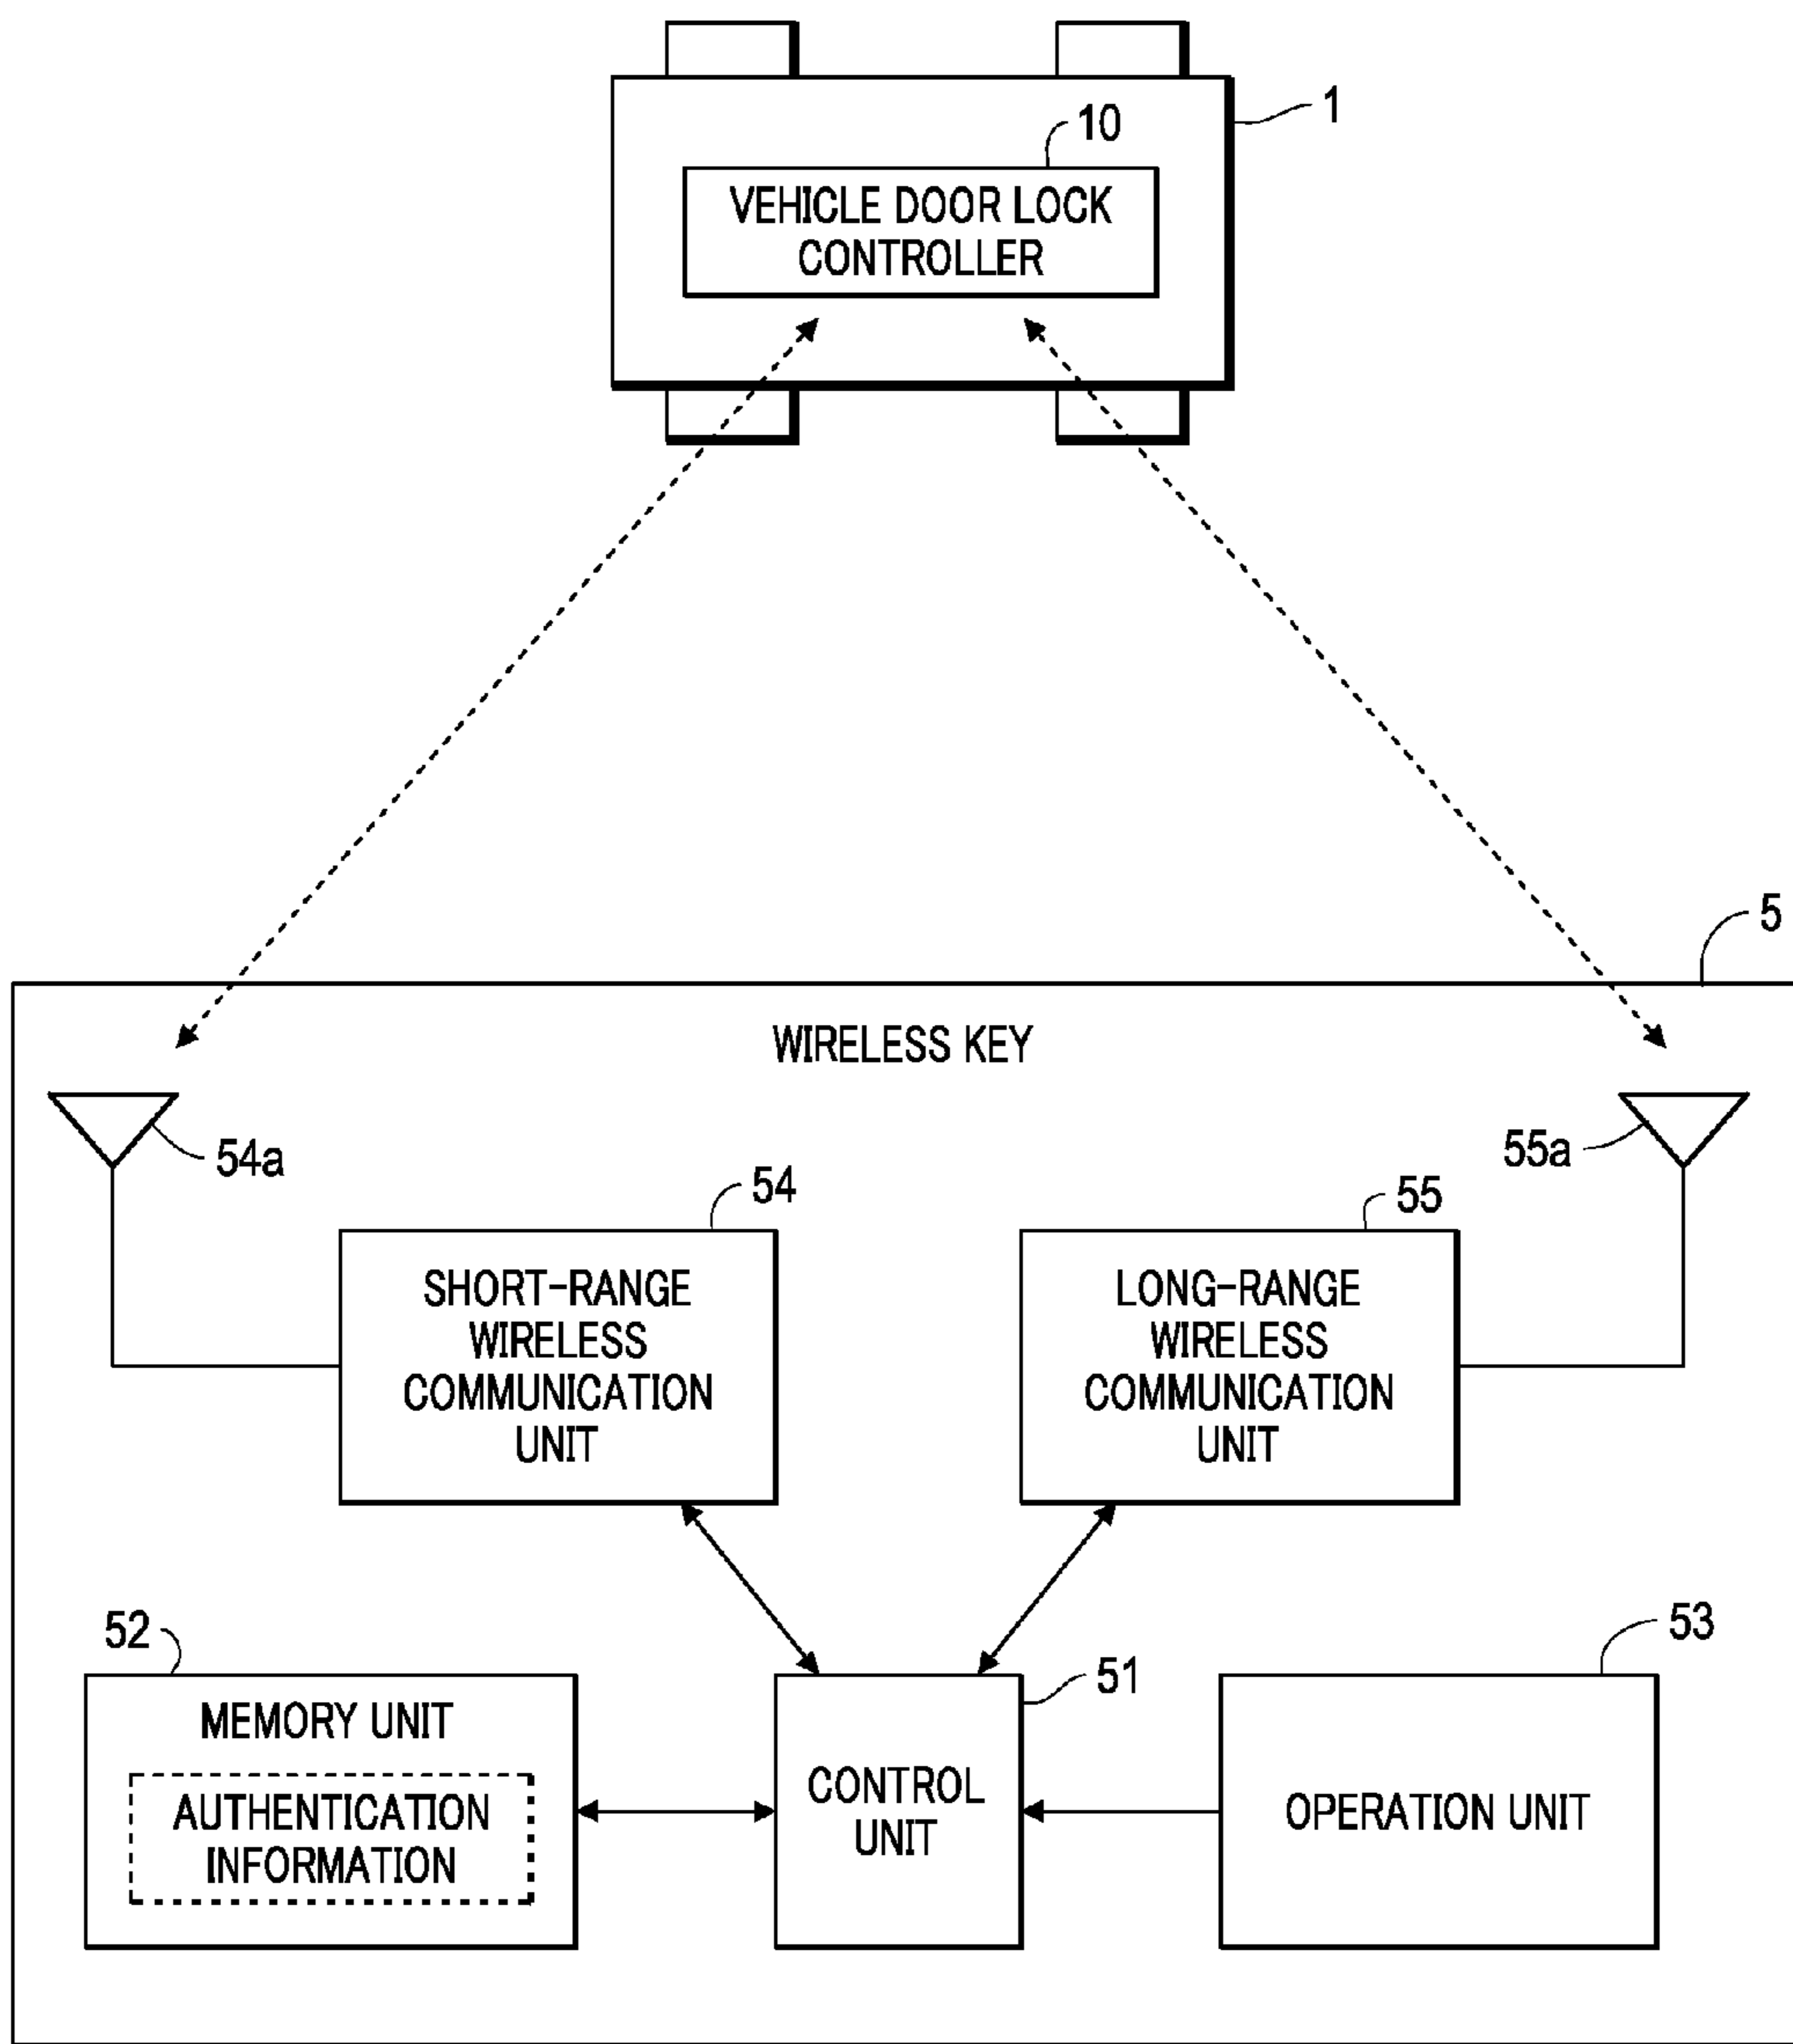 1
10
VEHICLE DOOR LOCK
CONTROLLER
5
WIRELESS KEY
54a
55a
54
55
SHORT-RANGE
WIRELESS
COMMUNICATION
UNIT
LONG-RANGE
WIRELESS
COMMUNICATION
UNIT
52
51
53
MEMORY UNIT
AUTHENTICATION
INFORMATION
CONTROL
UNIT
OPERATION UNIT